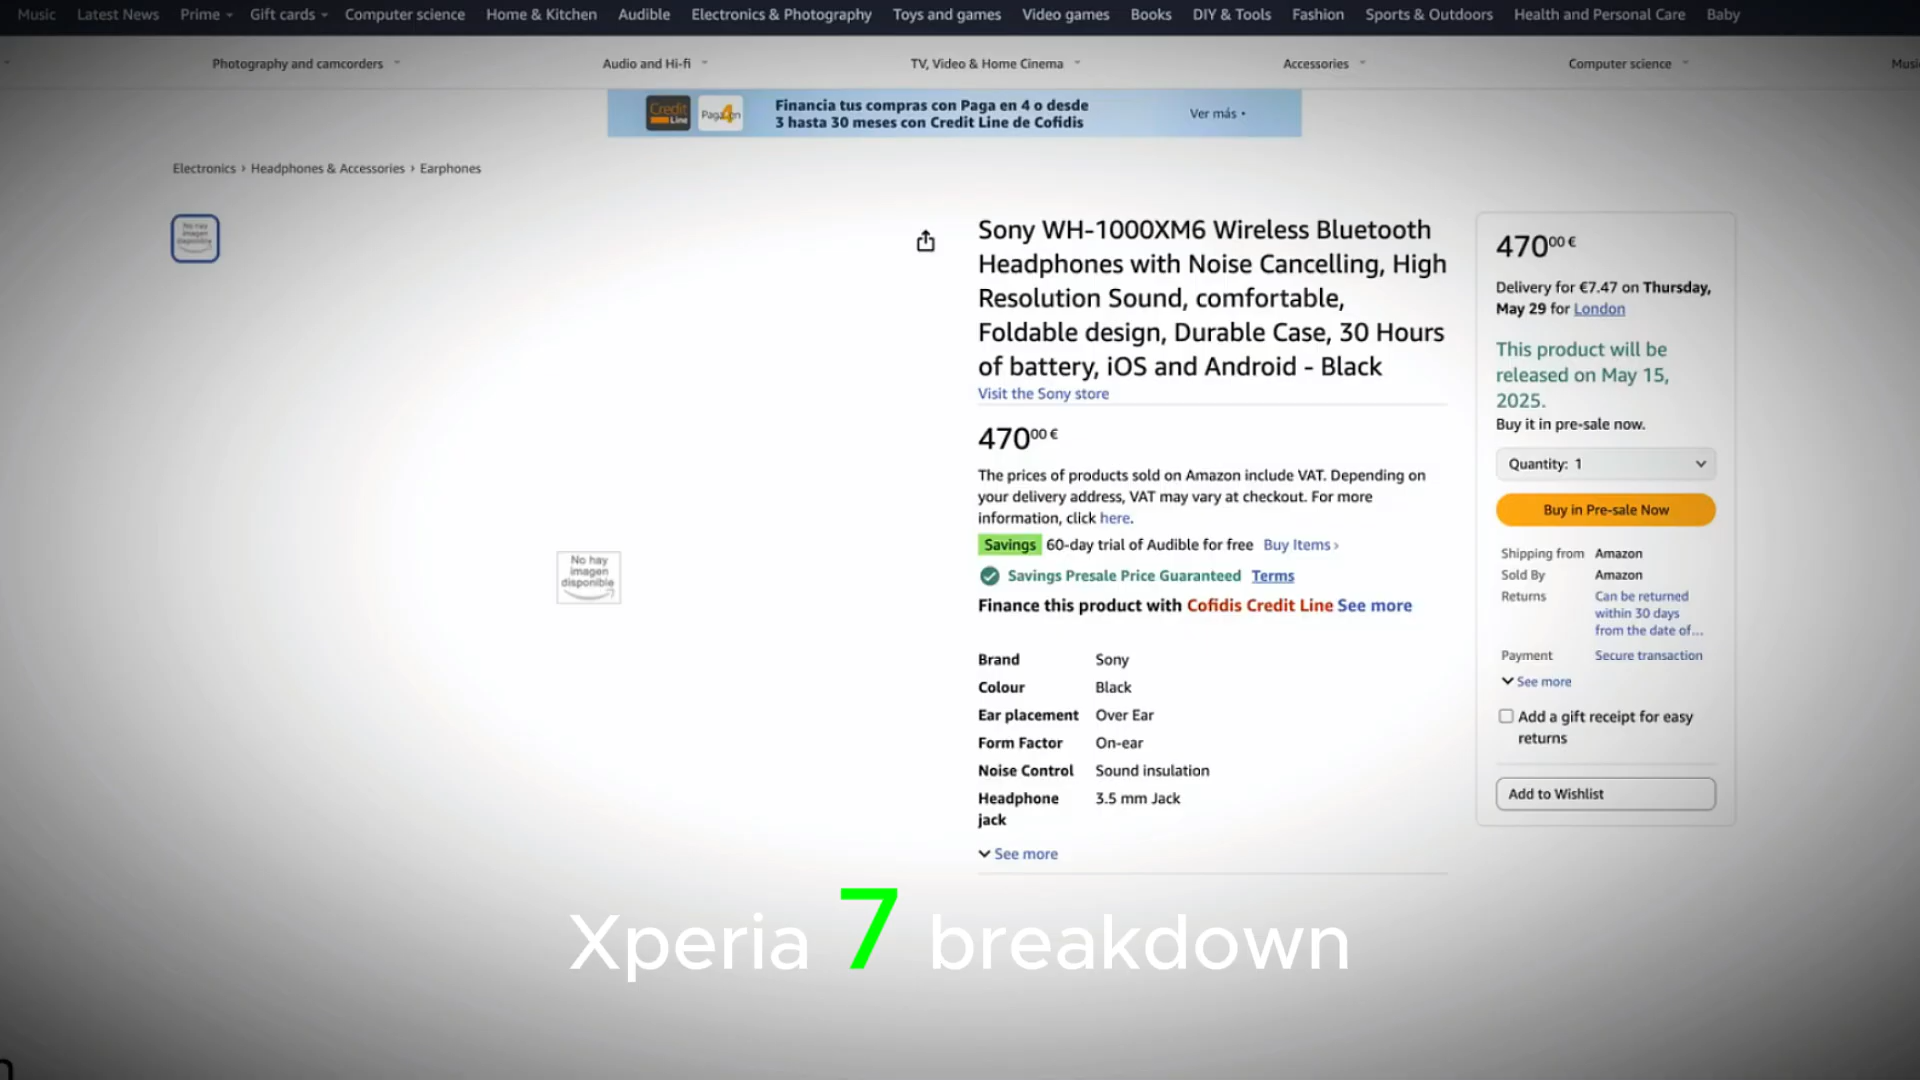 Music Latest News Prime Gift cards Computer science Home & Kitchen Audible Electronics & Photography Toys and games Video games Books DIY & Tools Fashion Sports & Outdoors Health and Personal Care Baby
Photography and camcorders Audio and Hi-fi TV, Video & Home Cinema Accessories Computer science
Credit Line
Financia tus compras con Paga en 4 o desde
3 hasta 30 meses con Credit Line de Cofidis
Ver más
Electronics › Headphones & Accessories › Earphones
No hay
imagen
disponible
Sony WH-1000XM6 Wireless Bluetooth
Headphones with Noise Cancelling, High
Resolution Sound, comfortable,
Foldable design, Durable Case, 30 Hours
of battery, iOS and Android - Black
Visit the Sony store
470⁰⁰ €
The prices of products sold on Amazon include VAT. Depending on
your delivery address, VAT may vary at checkout. For more
information, click here.
Savings 60-day trial of Audible for free Buy Items ›
Savings Presale Price Guaranteed Terms
Finance this product with Cofidis Credit Line See more
Brand Sony
Colour Black
Ear placement Over Ear
Form Factor On-ear
Noise Control Sound insulation
Headphone 3.5 mm Jack
jack
See more
No hay
imagen
disponible
470⁰⁰ €
Delivery for €7.47 on Thursday,
May 29 for London
This product will be
released on May 15,
2025.
Buy it in pre-sale now.
Quantity: 1
Buy in Pre-sale Now
Shipping from Amazon
Sold By Amazon
Returns Can be returned
within 30 days
from the date of...
Payment Secure transaction
See more
Add a gift receipt for easy
returns
Add to Wishlist
Xperia 7 breakdown